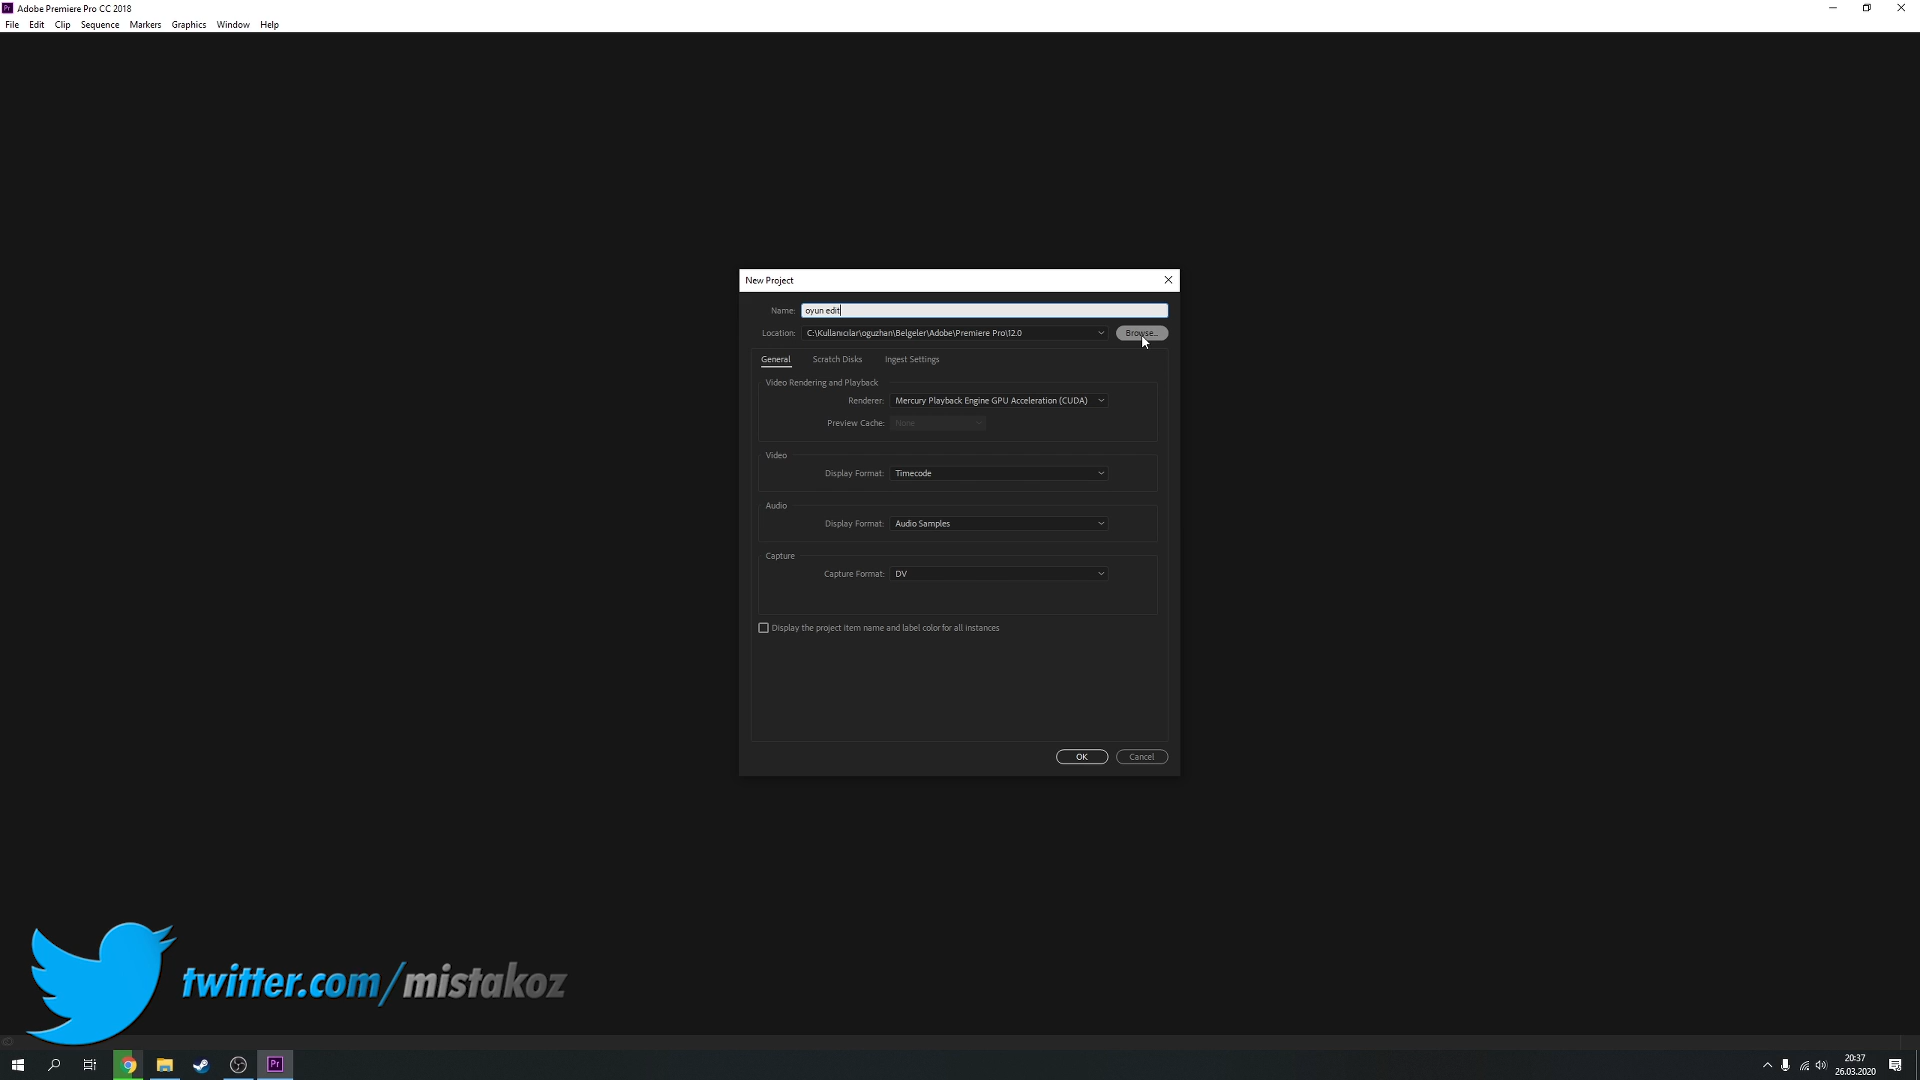 Pr Adobe Premiere Pro CC 2018
File Edit Clip Sequence Markers Graphics Window Help
New Project
Name: oyun edit
Location: C:\Kullanıcılar\oguzhan\Belgeler\Adobe\Premiere Pro\12.0 Browse...
General Scratch Disks Ingest Settings
Video Rendering and Playback
Renderer: Mercury Playback Engine GPU Acceleration (CUDA)
Preview Cache: None
Video
Display Format: Timecode
Audio
Display Format: Audio Samples
Capture
Capture Format: DV
Display the project item name and label color for all instances
OK Cancel
twitter.com/mistakoz
Pr
20:37
26.03.2020